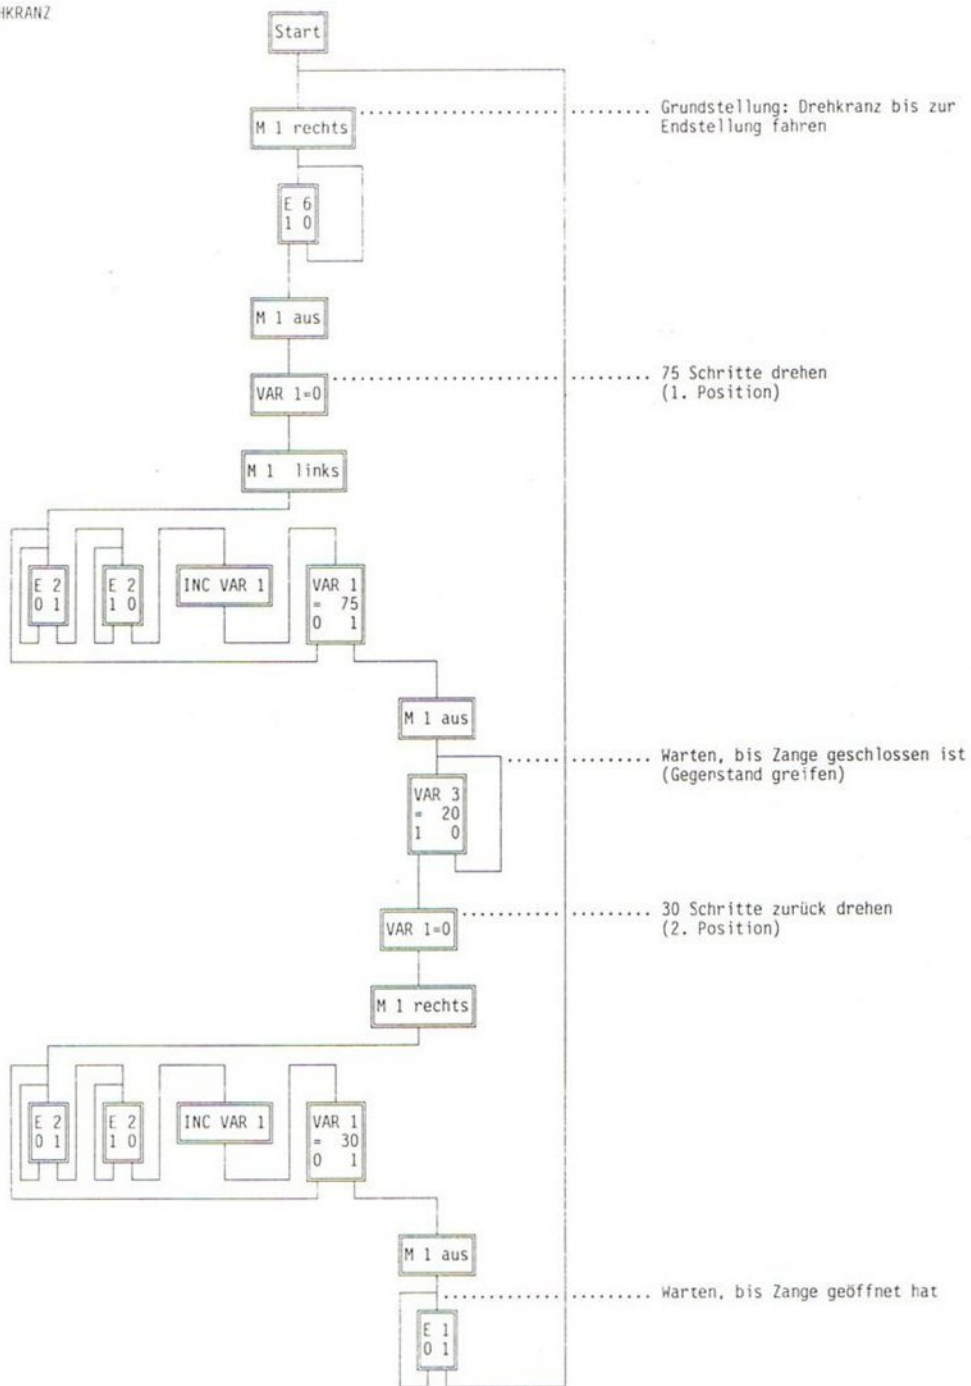 HKRANZ
Start
M 1 rechts
Grundstellung: Drehkranz bis zur
Endstellung fahren
E 6
1 0
M 1 aus
VAR 1=0
75 Schritte drehen
(1. Position)
M 1 links
E 2
0 1
E 2
1 0
INC VAR 1
VAR 1
= 75
0 1
M 1 aus
Warten, bis Zange geschlossen ist
(Gegenstand greifen)
VAR 3
= 20
1 0
VAR 1=0
30 Schritte zurück drehen
(2. Position)
M 1 rechts
E 2
0 1
E 2
1 0
INC VAR 1
VAR 1
= 30
0 1
M 1 aus
Warten, bis Zange geöffnet hat
E 1
0 1